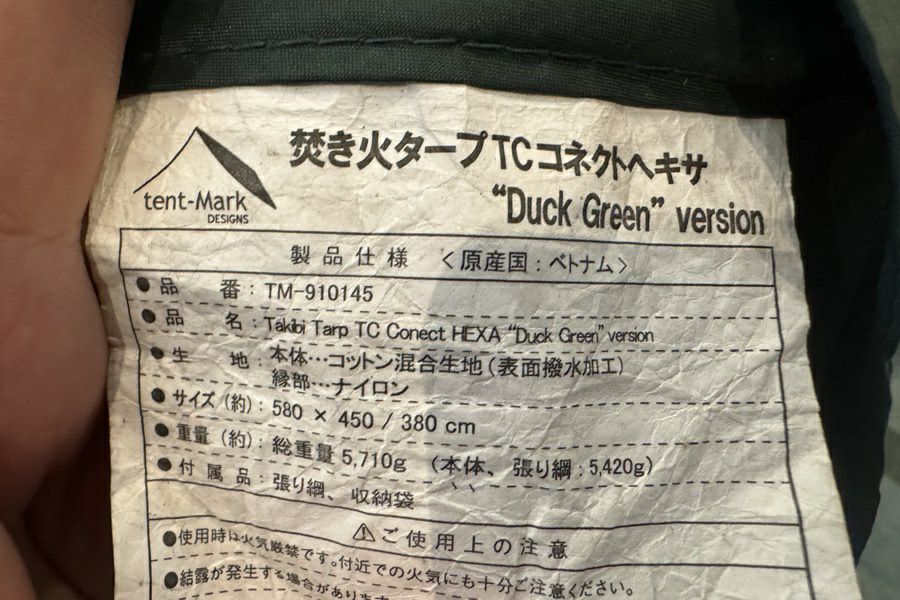 tent-Mark
DESIGNS
焚き火タープTCコネクトヘキサ
“Duck Green” version
製品仕様 〈原産国：ベトナム〉
●品 番：TM-910145
●品 名：Takibi Tarp TC Conect HEXA “Duck Green” version
●生 地：本体…コットン混合生地（表面撥水加工）
縁部…ナイロン
●サイズ（約）：580 × 450 / 380 cm
●重量（約）：総重量 5,710g （本体、張り綱：5,420g）
●付属品：張り綱、収納袋
⚠ご使用上の注意
●使用時は火気厳禁です。付近での火気にも十分ご注意ください。
●結露が発生する場合があります